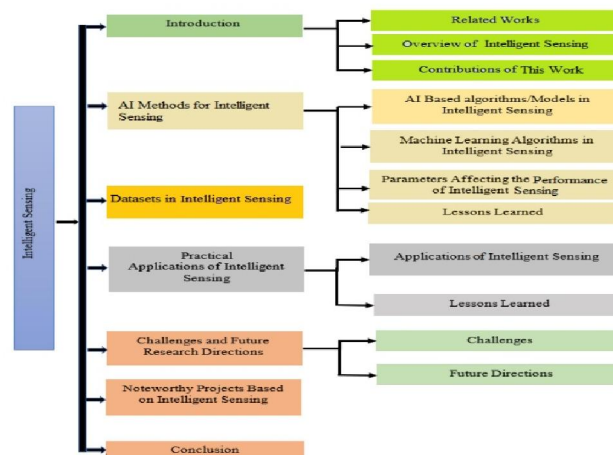 Intelligent Sensing
Introduction
Related Works
Overview of Intelligent Sensing
Contributions of This Work
AI Methods for Intelligent
Sensing
AI Based algorithms/Models in
Intelligent Sensing
Machine Learning Algorithms in
Intelligent Sensing
Parameters Affecting the Performance
of Intelligent Sensing
Lessons Learned
Datasets in Intelligent Sensing
Practical
Applications of Intelligent
Sensing
Applications of Intelligent Sensing
Lessons Learned
Challenges and Future
Research Directions
Challenges
Future Directions
Noteworthy Projects Based
on Intelligent Sensing
Conclusion